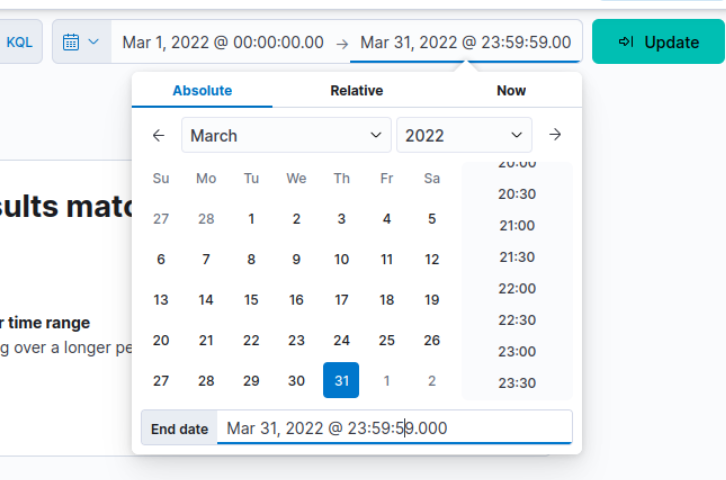 KQL Mar 1, 2022 @ 00:00:00.00 → Mar 31, 2022 @ 23:59:59.00 Update
Absolute Relative Now
← March 2022 →
Su Mo Tu We Th Fr Sa
27 28 1 2 3 4 5
6 7 8 9 10 11 12
13 14 15 16 17 18 19
20 21 22 23 24 25 26
27 28 29 30 31 1 2
20:00
20:30
21:00
21:30
22:00
22:30
23:00
23:30
End date Mar 31, 2022 @ 23:59:59.000
sults matc
r time range
g over a longer pe